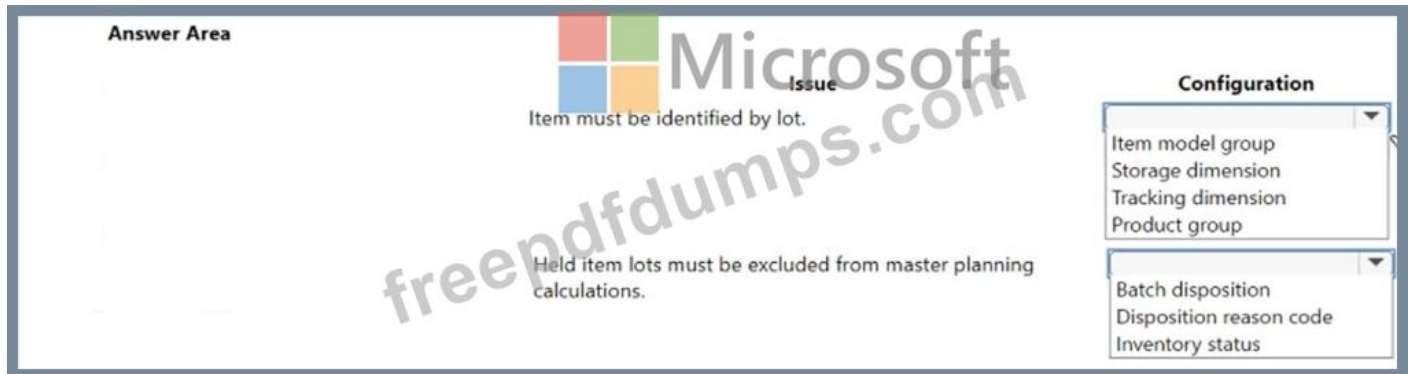 Answer Area
Microsoft
Issue
Configuration
Item must be identified by lot.
Item model group
Storage dimension
Tracking dimension
Product group
freepdfdumps.com
Held item lots must be excluded from master planning
calculations.
Batch disposition
Disposition reason code
Inventory status